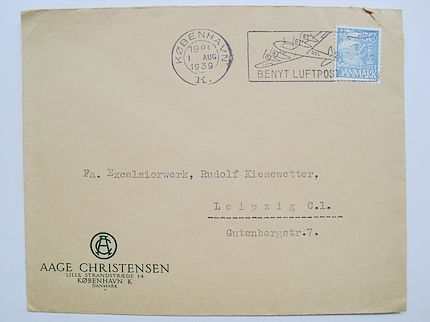 KØBENHAVN
1 AUG
1939
K.
BENYT LUFTPOST
DANMARK
Fa. Excelsiorwerk, Rudolf Kiesewetter,
Leipzig C.1.
Gutenbergstr.7.
AAGE CHRISTENSEN
LILLE STRANDSTRÆDE 14
KØBENHAVN. K
DANMARK